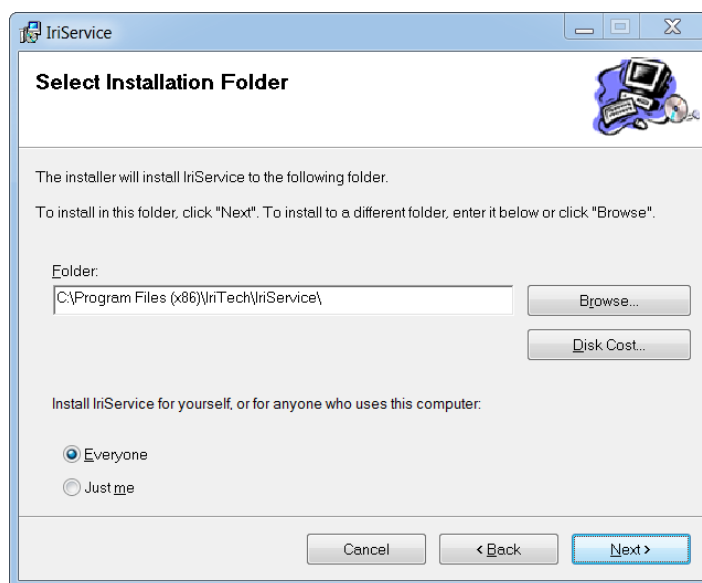 IriService
Select Installation Folder
The installer will install IriService to the following folder.
To install in this folder, click "Next". To install to a different folder, enter it below or click "Browse".
Folder:
C:\Program Files (x86)\IriTech\IriService\
Browse...
Disk Cost...
Install IriService for yourself, or for anyone who uses this computer:
Everyone
Just me
Cancel
< Back
Next >